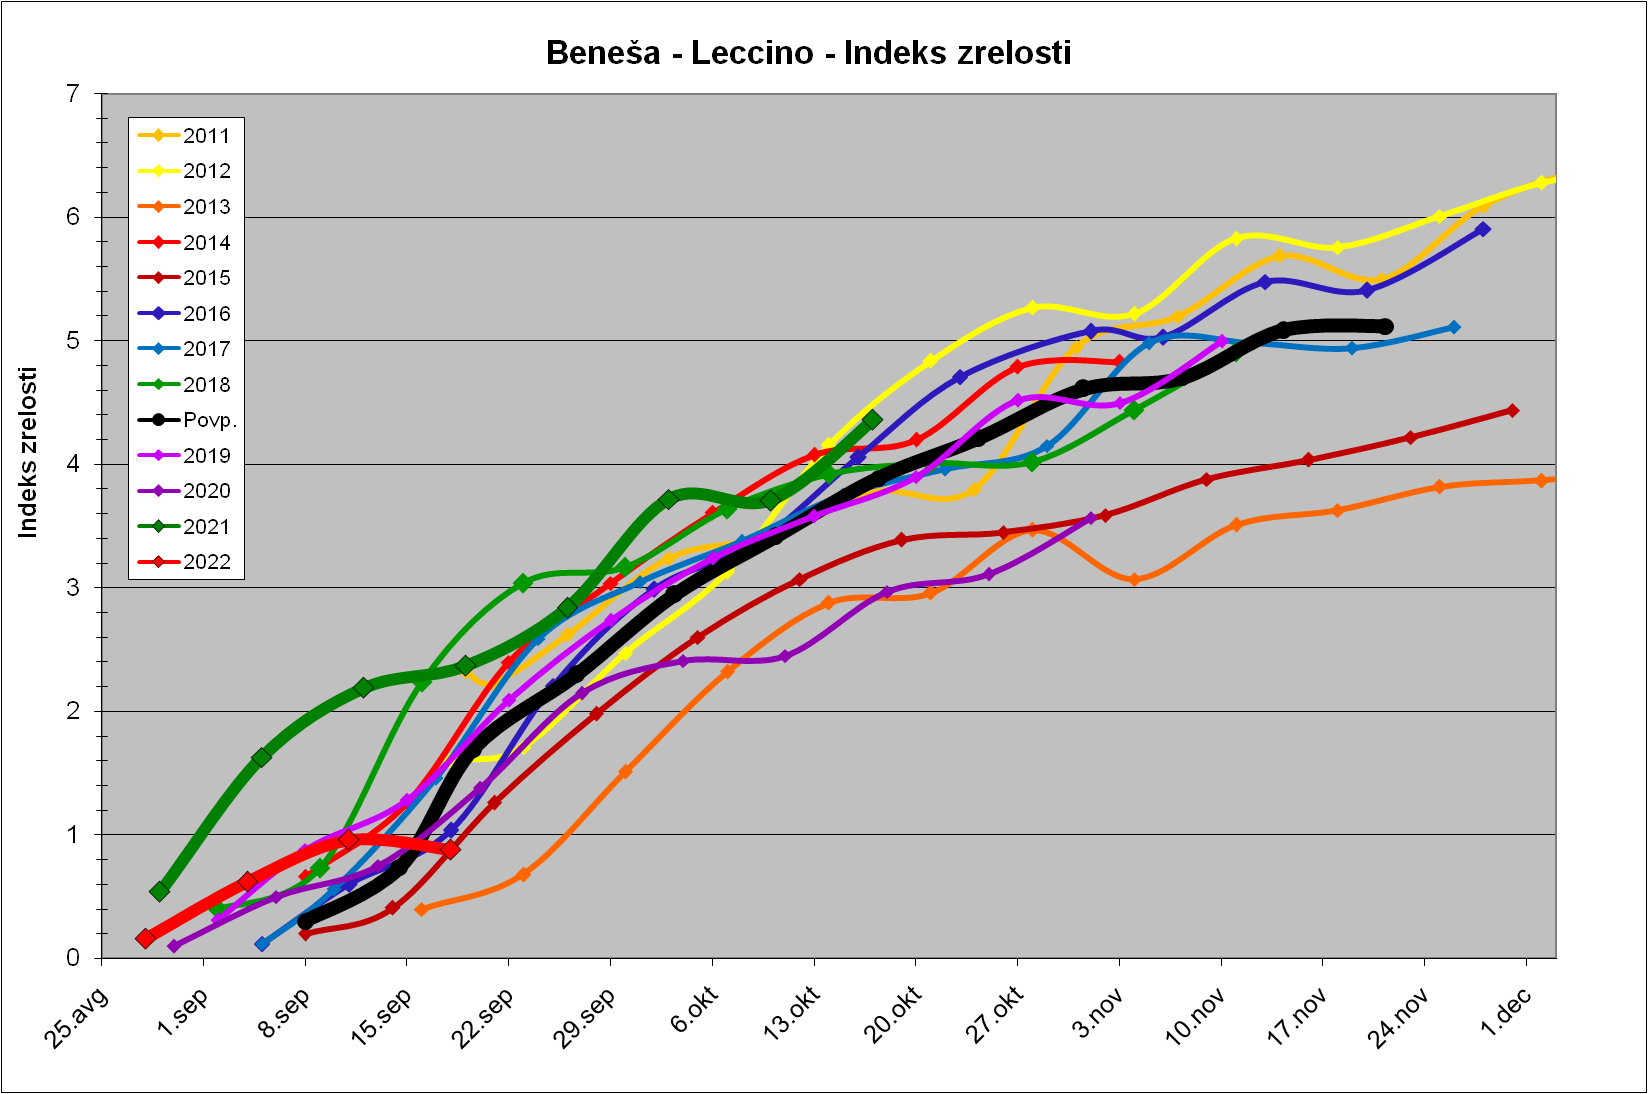 Beneša - Leccino - Indeks zrelosti
Indeks zrelosti
7
6
5
4
3
2
1
0
2011
2012
2013
2014
2015
2016
2017
2018
Povp.
2019
2020
2021
2022
25.avg
1.sep
8.sep
15.sep
22.sep
29.sep
6.okt
13.okt
20.okt
27.okt
3.nov
10.nov
17.nov
24.nov
1.dec